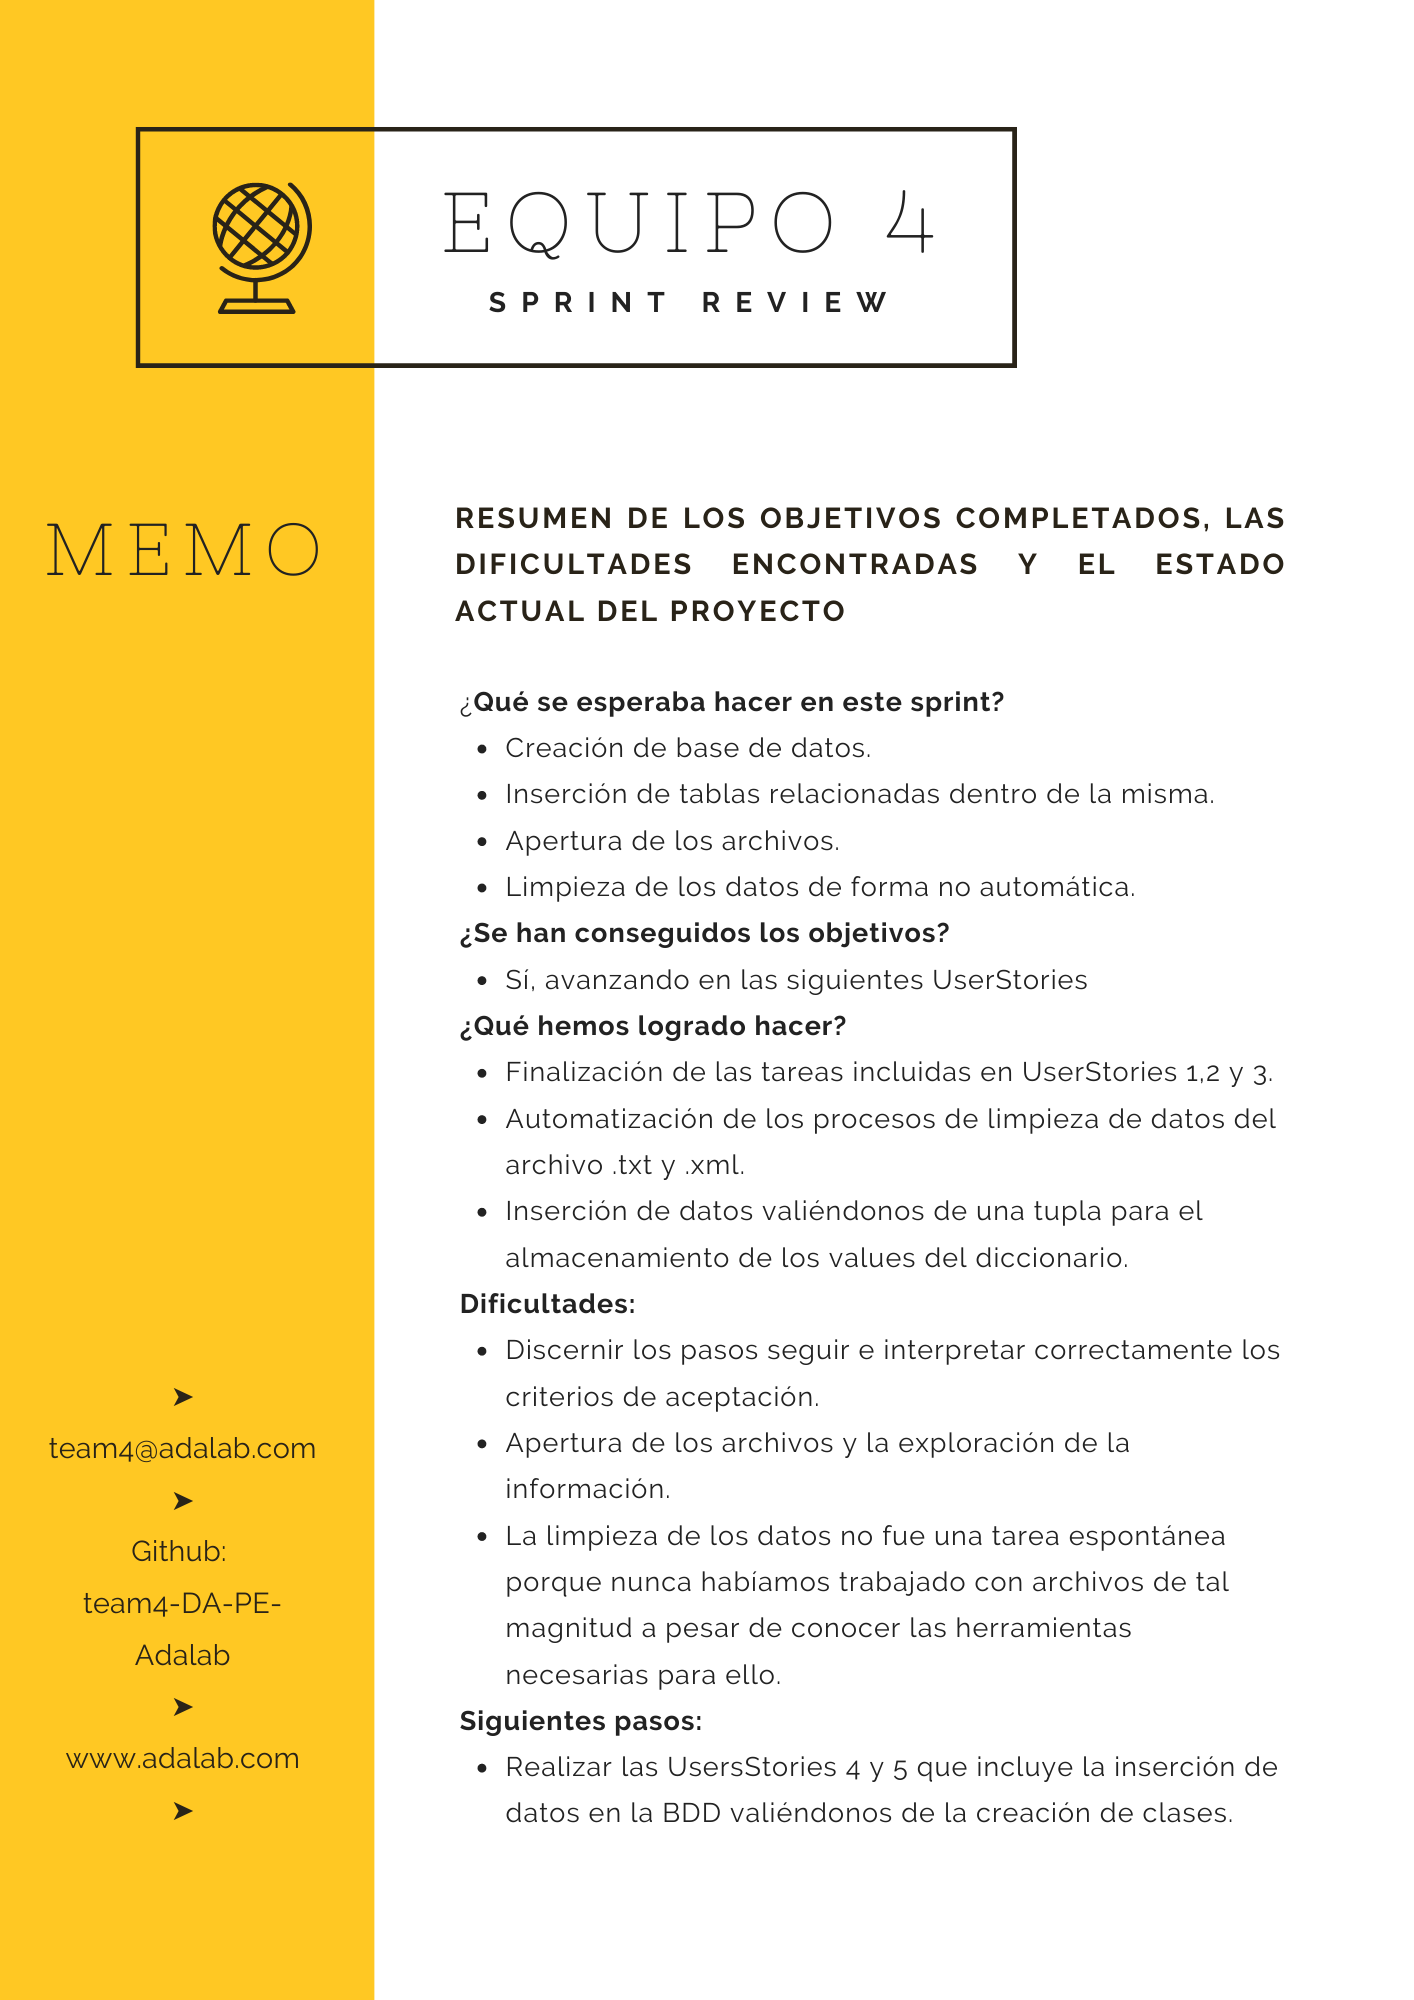 EQUIPO 4
SPRINT REVIEW
MEMO
RESUMEN DE LOS OBJETIVOS COMPLETADOS, LAS
DIFICULTADES ENCONTRADAS Y EL ESTADO
ACTUAL DEL PROYECTO
¿Qué se esperaba hacer en este sprint?
• Creación de base de datos.
• Inserción de tablas relacionadas dentro de la misma.
• Apertura de los archivos.
• Limpieza de los datos de forma no automática.
¿Se han conseguidos los objetivos?
• Sí, avanzando en las siguientes UserStories
¿Qué hemos logrado hacer?
• Finalización de las tareas incluidas en UserStories 1,2 y 3.
• Automatización de los procesos de limpieza de datos del
archivo .txt y .xml.
• Inserción de datos valiéndonos de una tupla para el
almacenamiento de los values del diccionario.
Dificultades:
• Discernir los pasos seguir e interpretar correctamente los
criterios de aceptación.
• Apertura de los archivos y la exploración de la
información.
• La limpieza de los datos no fue una tarea espontánea
porque nunca habíamos trabajado con archivos de tal
magnitud a pesar de conocer las herramientas
necesarias para ello.
Siguientes pasos:
• Realizar las UsersStories 4 y 5 que incluye la inserción de
datos en la BDD valiéndonos de la creación de clases.
➤
team4@adalab.com
➤
Github:
team4-DA-PE-
Adalab
➤
www.adalab.com
➤